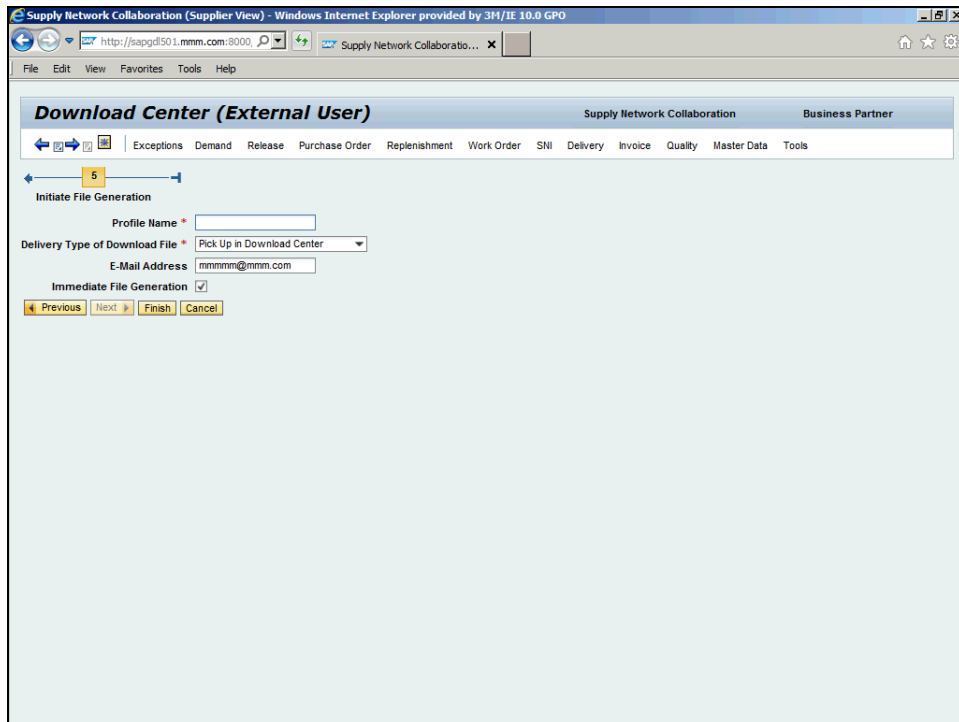 Supply Network Collaboration (Supplier View) - Windows Internet Explorer provided by 3M/IE 10.0 GPO
http://sapgdl501.mmm.com:8000, Supply Network Collaboratio...
File Edit View Favorites Tools Help
Download Center (External User) Supply Network Collaboration Business Partner
Exceptions Demand Release Purchase Order Replenishment Work Order SNI Delivery Invoice Quality Master Data Tools
5
Initiate File Generation
Profile Name *
Delivery Type of Download File * Pick Up in Download Center
E-Mail Address mmmmm@mmm.com
Immediate File Generation
Previous Next Finish Cancel